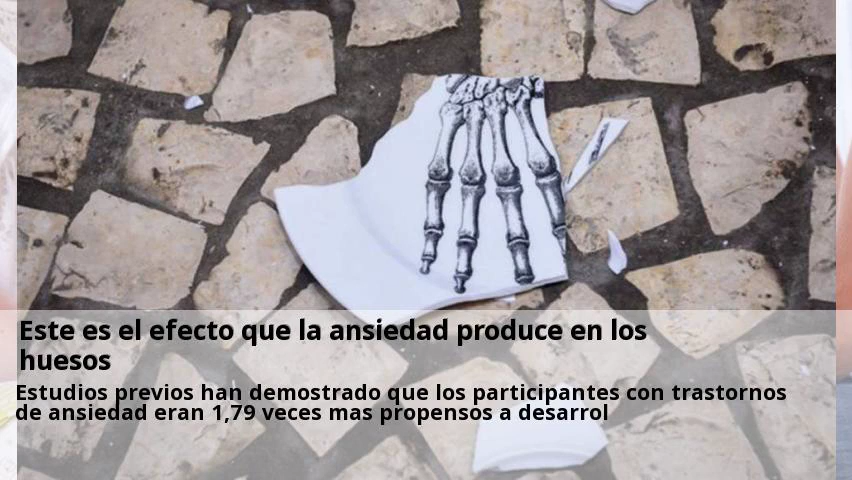 Este es el efecto que la ansiedad produce en los
huesos
Estudios previos han demostrado que los participantes con trastornos
de ansiedad eran 1,79 veces mas propensos a desarrol